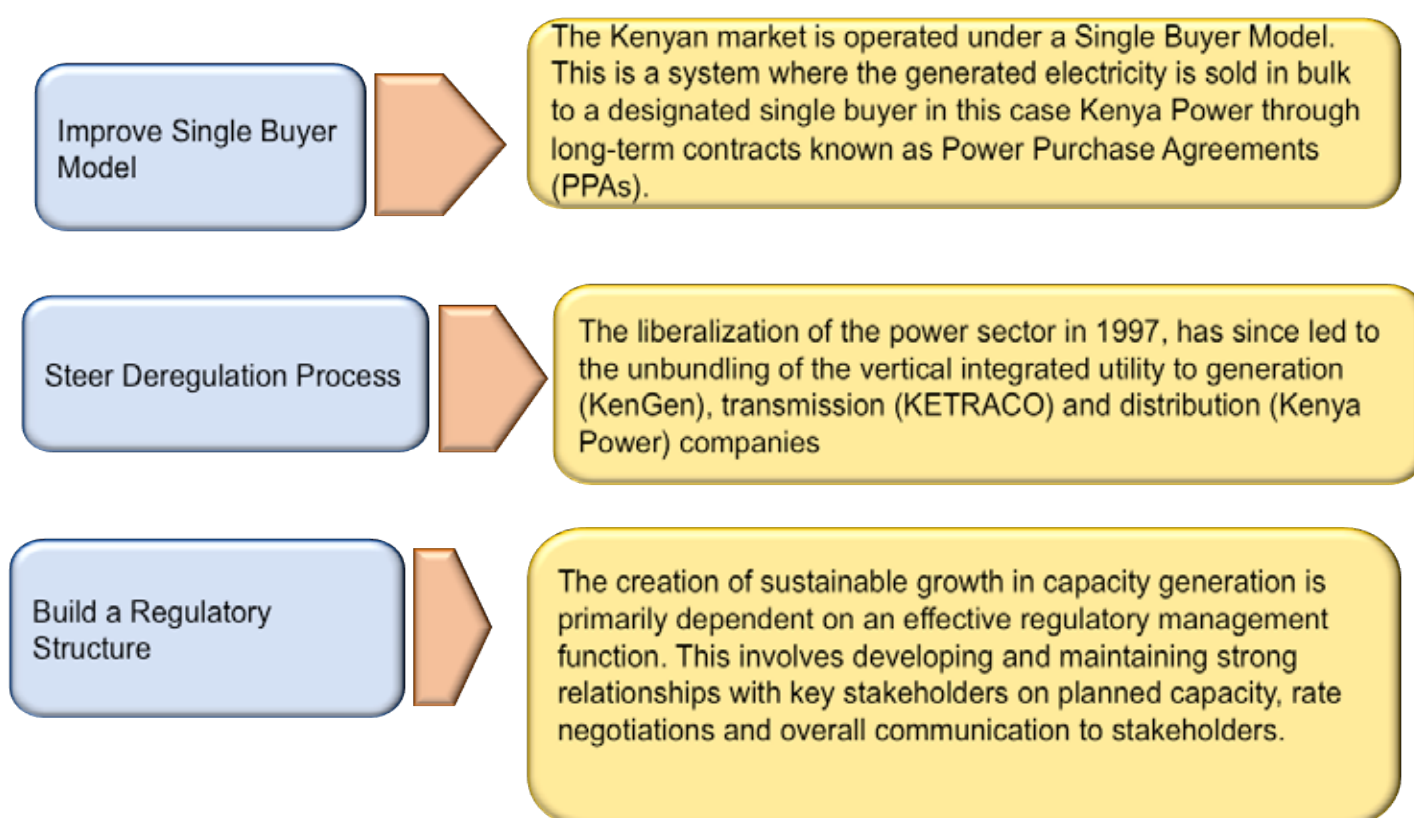 Improve Single Buyer
Model
The Kenyan market is operated under a Single Buyer Model.
This is a system where the generated electricity is sold in bulk
to a designated single buyer in this case Kenya Power through
long-term contracts known as Power Purchase Agreements
(PPAs).
Steer Deregulation Process
The liberalization of the power sector in 1997, has since led to
the unbundling of the vertical integrated utility to generation
(KenGen), transmission (KETRACO) and distribution (Kenya
Power) companies
Build a Regulatory
Structure
The creation of sustainable growth in capacity generation is
primarily dependent on an effective regulatory management
function. This involves developing and maintaining strong
relationships with key stakeholders on planned capacity, rate
negotiations and overall communication to stakeholders.